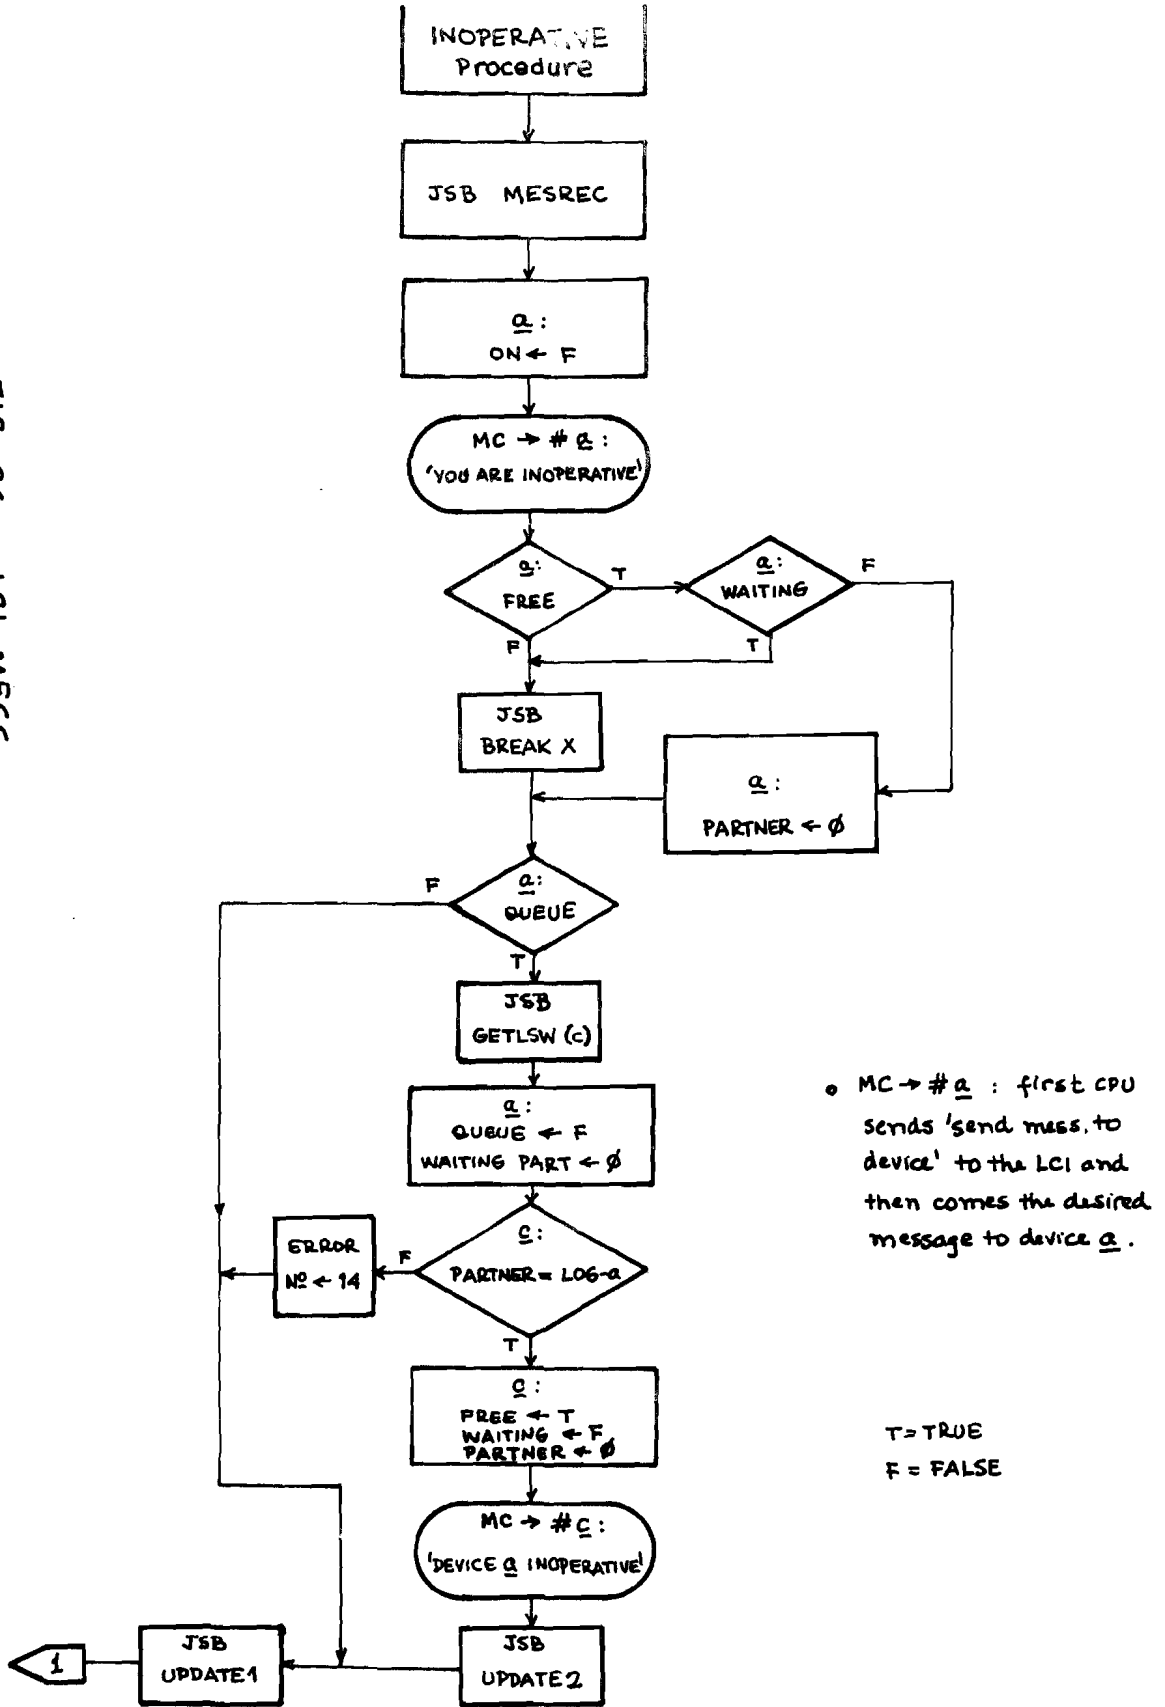 INOPERATIVE
Procedure
JSB MESREC
a :
ON ← F
MC → # a :
'YOU ARE INOPERATIVE'
a:
FREE
T
F
a:
WAITING
F
T
JSB
BREAK X
a :
PARTNER ← Ø
a:
QUEUE
F
T
JSB
GETLSW (c)
a :
QUEUE ← F
WAITING PART ← Ø
c:
PARTNER = LOG-a
F
T
ERROR
Nº ← 14
c :
FREE ← T
WAITING ← F
PARTNER ← Ø
MC → # c :
'DEVICE a INOPERATIVE'
JSB
UPDATE2
JSB
UPDATE1
1
• MC → # a : first CPU
sends 'send mess. to
device' to the LCI and
then comes the desired
message to device a .
T = TRUE
F = FALSE